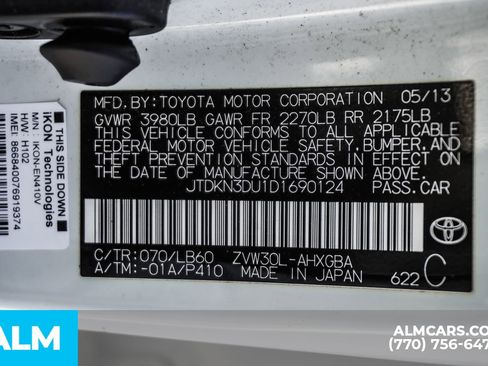 MFD.BY:TOYOTA MOTOR CORPORATION 05/13
GVWR 3980LB GAWR FR 2270LB RR 2175LB
THIS VEHICLE CONFORMS TO ALL APPLICABLE
FEDERAL MOTOR VEHICLE SAFETY, BUMPER, AND
THEFT PREVENTION STANDARDS IN EFFECT ON
THE DATE OF MANUFACTURE SHOWN ABOVE.
JTDKN3DU1D1690124 PASS.CAR
C/TR:070/LB60 ZVW30L-AHXGBA
A/TM:-01A/P410 MADE IN JAPAN 622 C
TOYOTA
THIS SIDE DOWN
IKON Technologies
M/N : IKON-EN410V
H/W: H102
IMEI: 866840076919374
ALM
ALMCARS.COM/
(770) 756-647